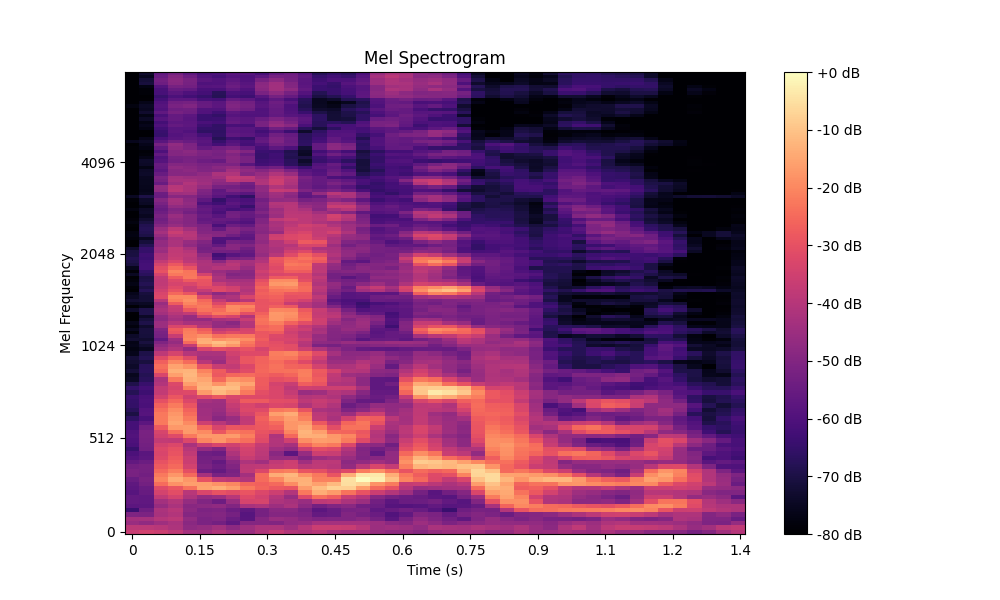 Mel Spectrogram
+0 dB
-10 dB
-20 dB
-30 dB
-40 dB
-50 dB
-60 dB
-70 dB
-80 dB
Mel Frequency
4096
2048
1024
512
0
0 0.15 0.3 0.45 0.6 0.75 0.9 1.1 1.2 1.4
Time (s)